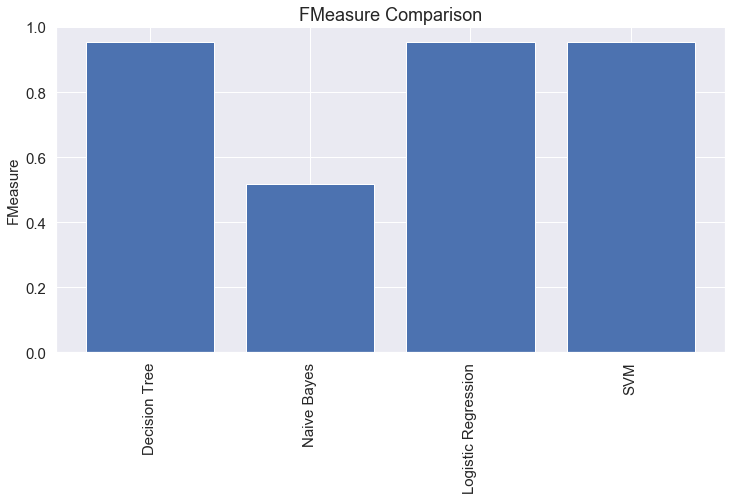 FMeasure Comparison
FMeasure
1.0
0.8
0.6
0.4
0.2
0.0
Decision Tree
Naive Bayes
Logistic Regression
SVM